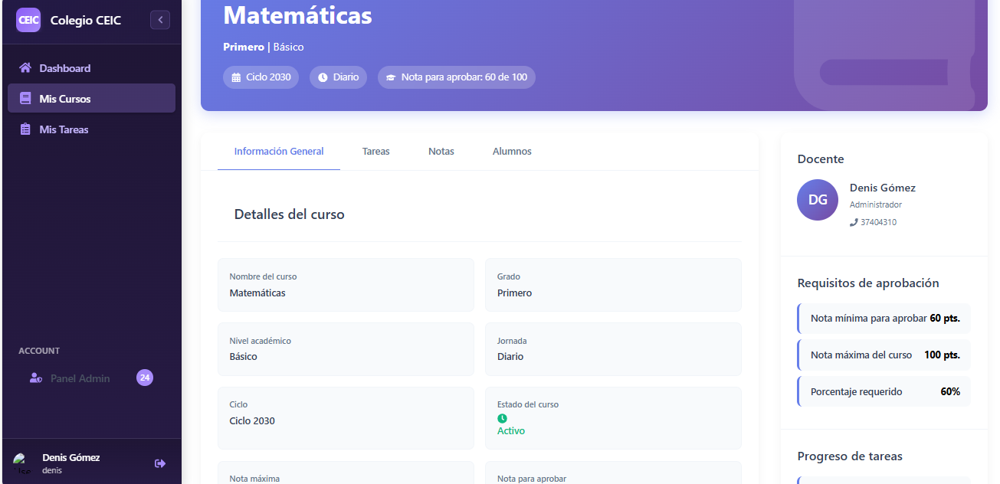 CEIC Colegio CEIC
Dashboard
Mis Cursos
Mis Tareas
ACCOUNT
Panel Admin 24
Denis Gómez
denis
Matemáticas
Primero | Básico
Ciclo 2030 Diario Nota para aprobar: 60 de 100
Información General Tareas Notas Alumnos
Detalles del curso
Nombre del curso
Matemáticas
Grado
Primero
Nivel académico
Básico
Jornada
Diario
Ciclo
Ciclo 2030
Estado del curso
Activo
Nota máxima
Nota para aprobar
Docente
DG
Denis Gómez
Administrador
37404310
Requisitos de aprobación
Nota mínima para aprobar 60 pts.
Nota máxima del curso 100 pts.
Porcentaje requerido 60%
Progreso de tareas